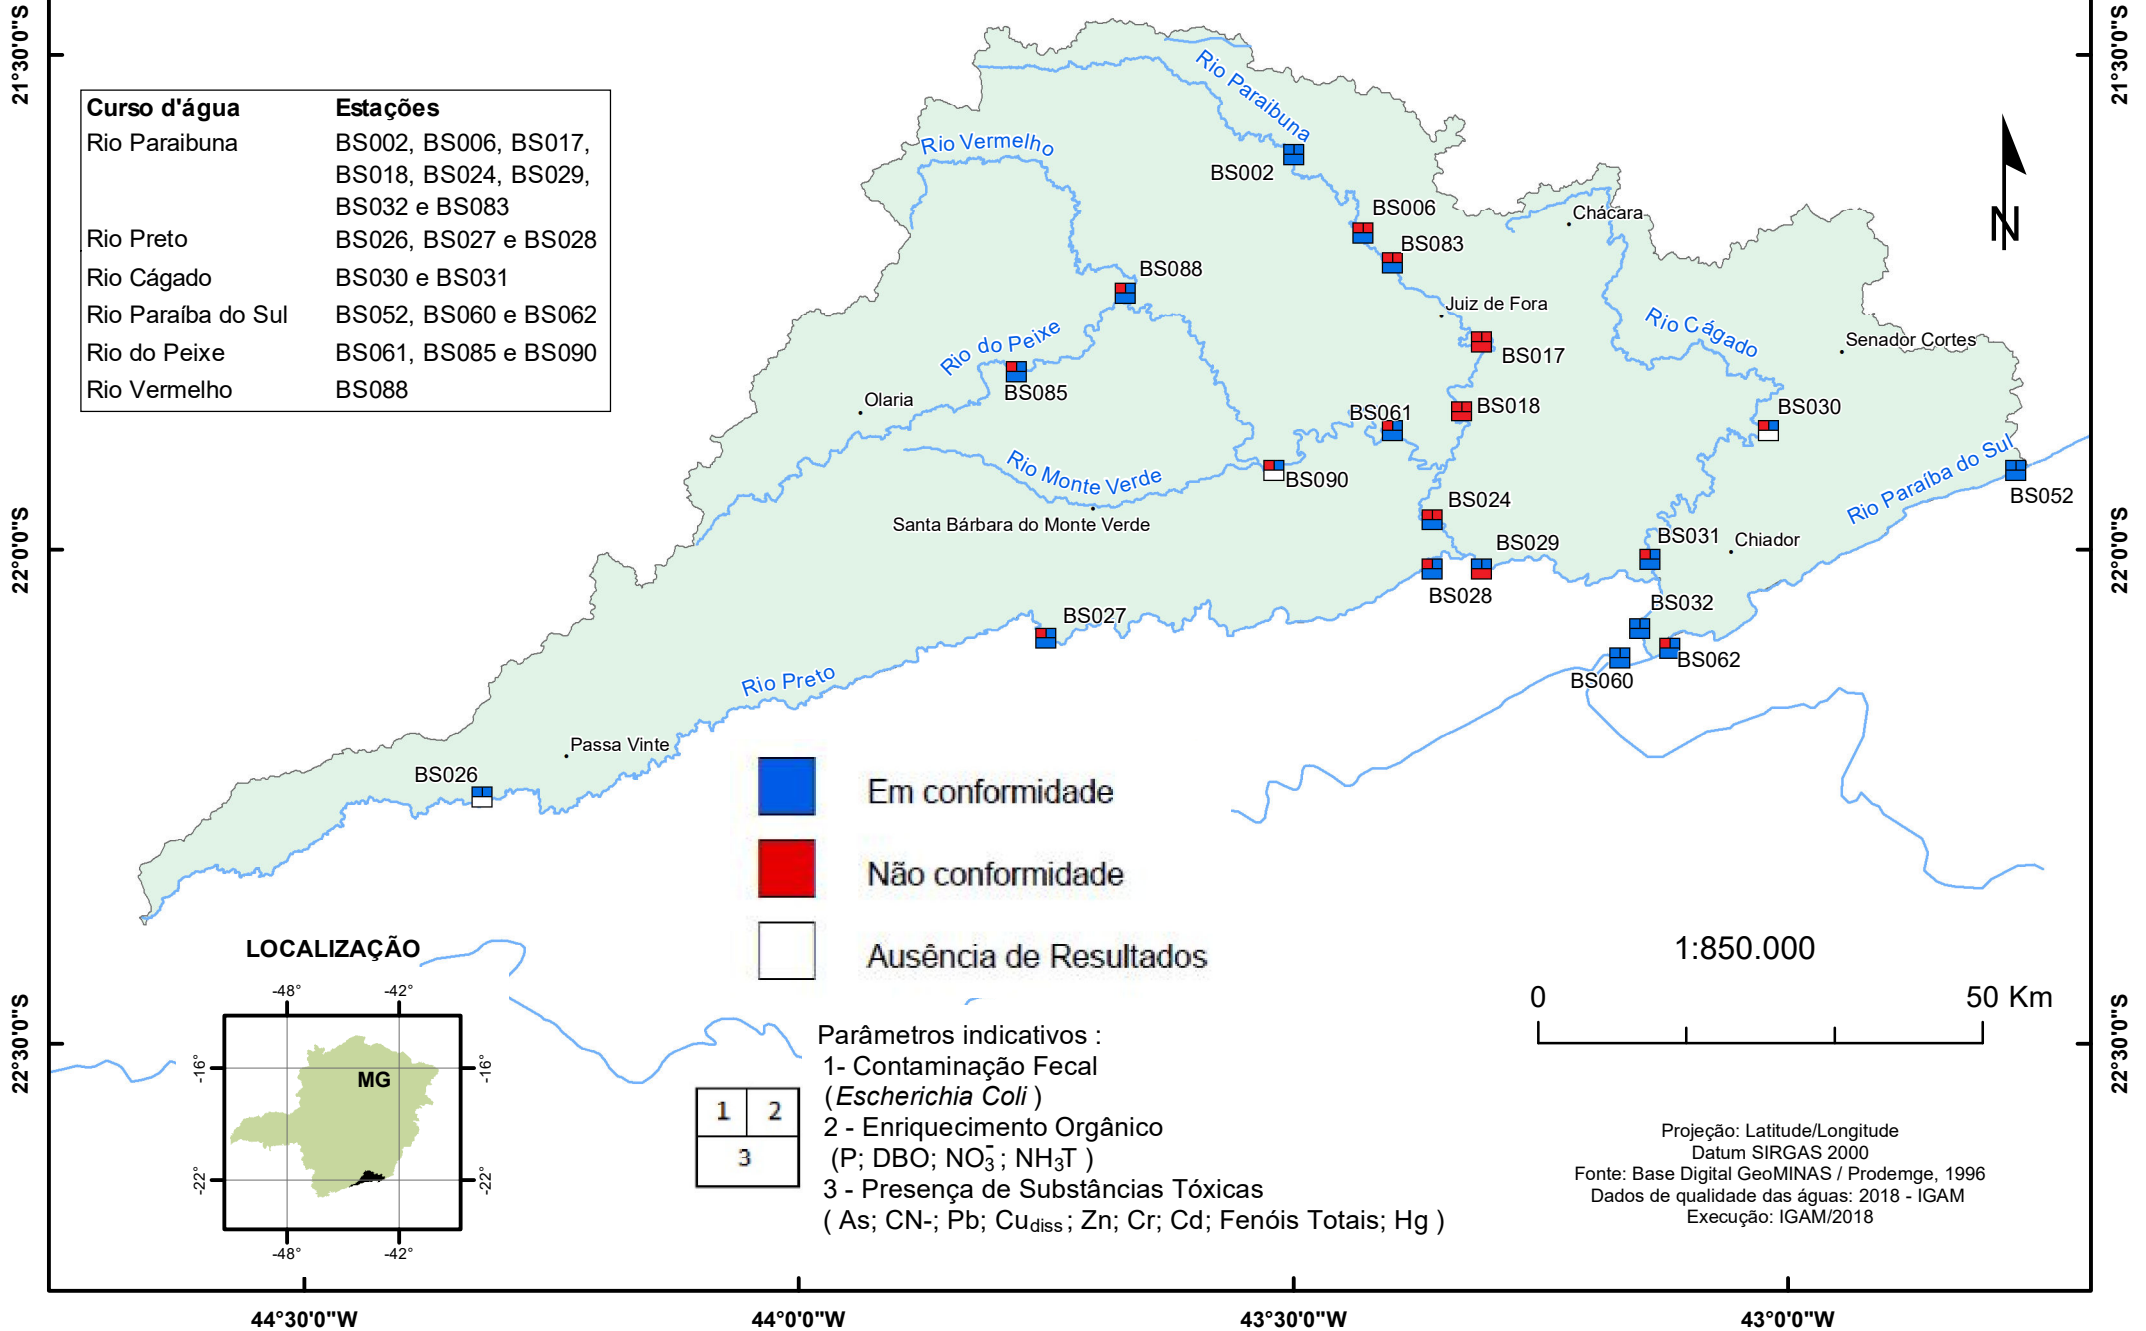 21°30'0"S
21°30'0"S
Curso d'água Estações
Rio Paraibuna BS002, BS006, BS017,
BS018, BS024, BS029,
BS032 e BS083
Rio Preto BS026, BS027 e BS028
Rio Cágado BS030 e BS031
Rio Paraíba do Sul BS052, BS060 e BS062
Rio do Peixe BS061, BS085 e BS090
Rio Vermelho BS088
Rio Paraibuna
Rio Vermelho
BS002
N
BS006
Chácara
BS083
BS088
Juiz de Fora
Rio Cágado
Rio do Peixe
Senador Cortes
BS017
BS085
Olaria
BS061
BS018
BS030
Rio Monte Verde
BS090
Rio Paraíba do Sul
BS052
BS024
Santa Bárbara do Monte Verde
22°0'0"S
22°0'0"S
BS029
BS031
Chiador
BS028
BS032
BS027
BS062
BS060
Rio Preto
Passa Vinte
BS026
Em conformidade
Não conformidade
Ausência de Resultados
LOCALIZAÇÃO
-48° -42°
-16° -16°
MG
-22° -22°
-48° -42°
1:850.000
0 50 Km
22°30'0"S
22°30'0"S
Parâmetros indicativos :
1- Contaminação Fecal
(Escherichia Coli )
1 2
3
2 - Enriquecimento Orgânico
(P; DBO; NO₃⁻; NH₃T )
3 - Presença de Substâncias Tóxicas
( As; CN-; Pb; Cudiss; Zn; Cr; Cd; Fenóis Totais; Hg )
Projeção: Latitude/Longitude
Datum SIRGAS 2000
Fonte: Base Digital GeoMINAS / Prodemge, 1996
Dados de qualidade das águas: 2018 - IGAM
Execução: IGAM/2018
44°30'0"W 44°0'0"W 43°30'0"W 43°0'0"W